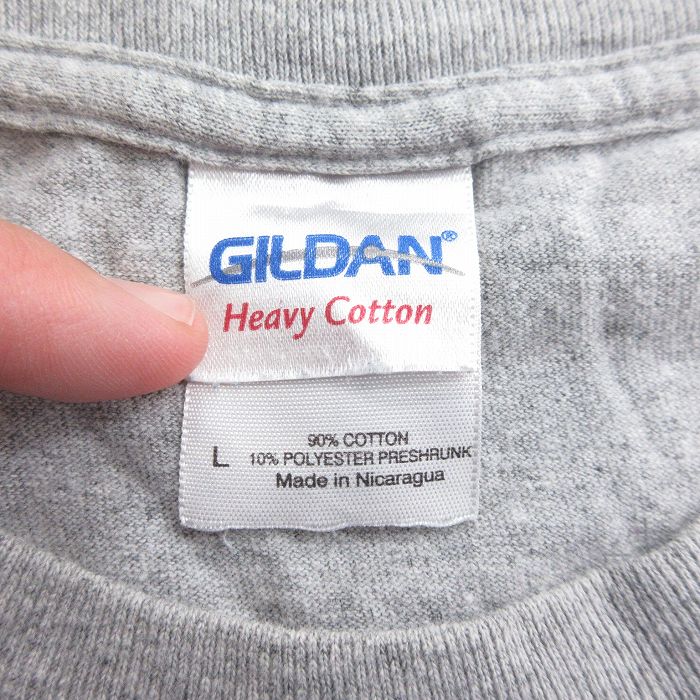 GILDAN®
Heavy Cotton
L
90% COTTON
10% POLYESTER PRESHRUNK
Made in Nicaragua